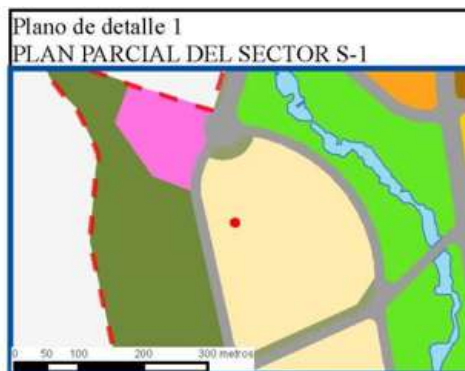 Plano de detalle 1
PLAN PARCIAL DEL SECTOR S-1
0 50 100 200 300 metros